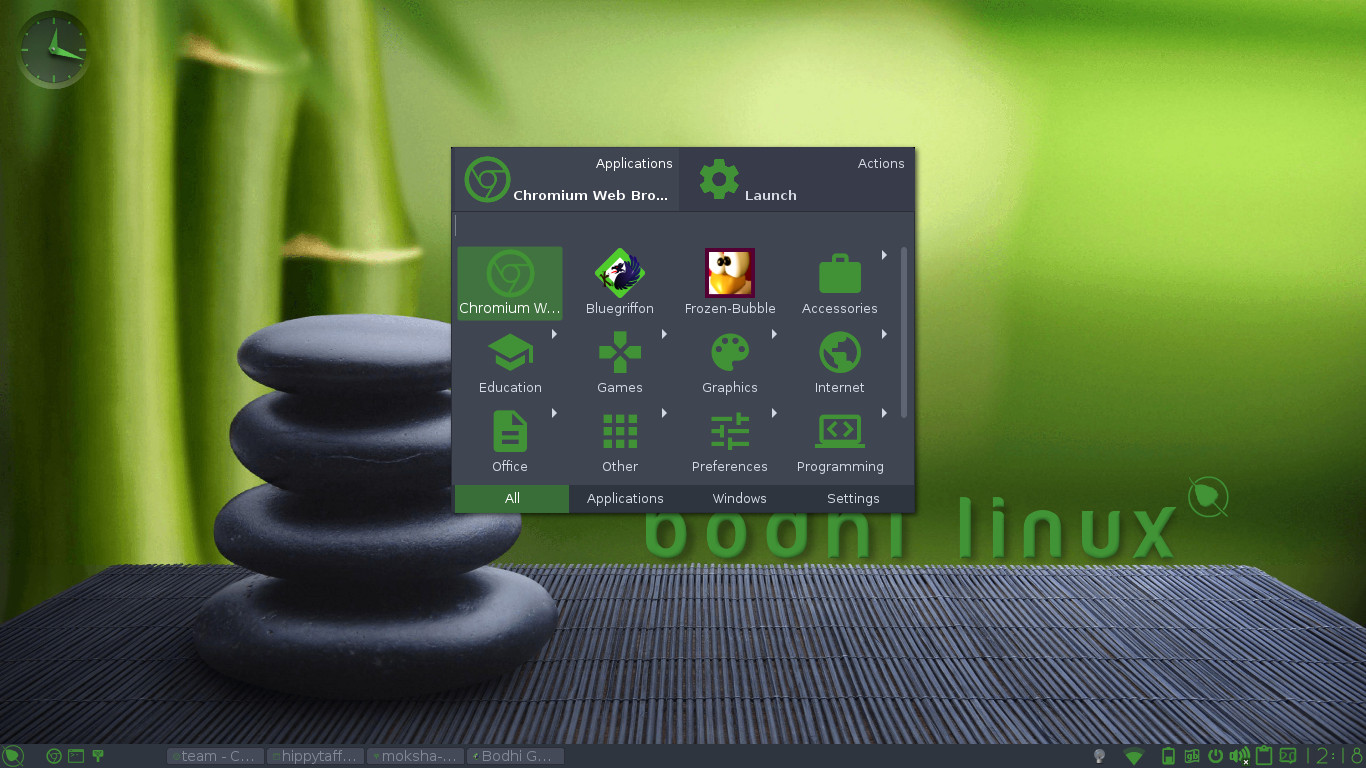 Applications
Chromium Web Bro...
Actions
Launch
Chromium W...
Bluegriffon
Frozen-Bubble
Accessories
Education
Games
Graphics
Internet
Office
Other
Preferences
Programming
All
Applications
Windows
Settings
bodhi linux
team - C...
hippytaff...
moksha-...
Bodhi G...
gb
12:18